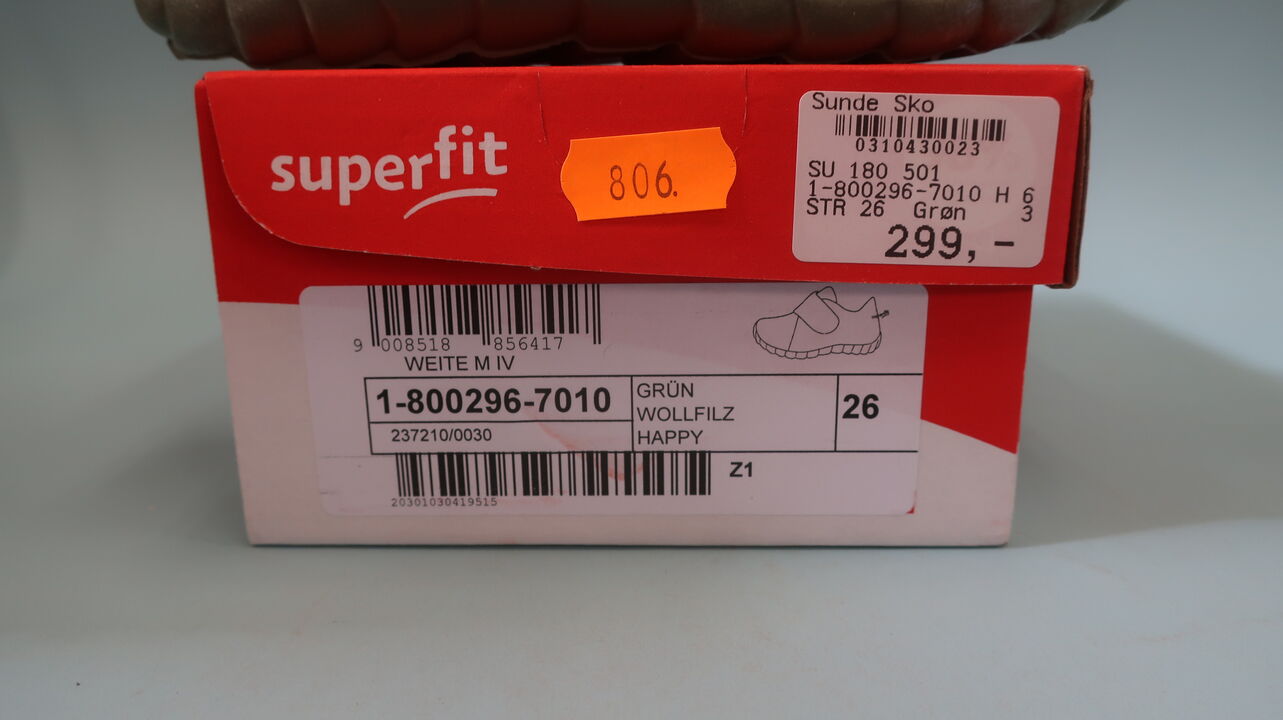 superfit
806.
Sunde Sko
0310430023
SU 180 501
1-800296-7010 H 6
STR 26 Grøn 3
299,-
9 008518 856417
WEITE M IV
1-800296-7010
237210/0030
GRÜN
WOLLFILZ
HAPPY
26
Z1
20301030419515